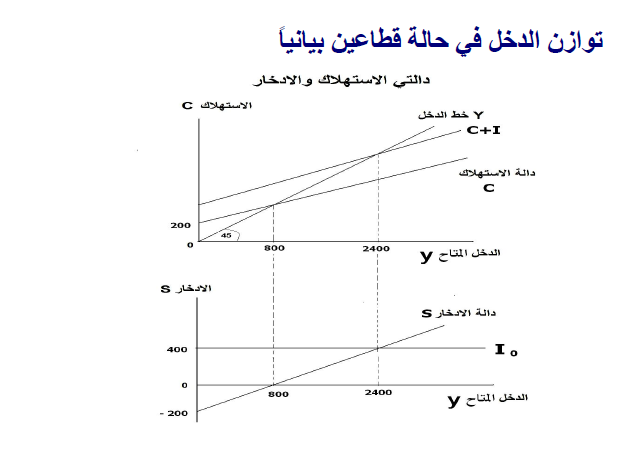 توازن الدخل في حالة قطاعين بيانياً
دالتي الاستهلاك والادخار
الاستهلاك C
خط الدخل Y
C+I
دالة الاستهلاك
C
200
45
0
800
2400
الدخل المتاح y
الادخار S
دالة الادخار S
400
I₀
0
800
2400
الدخل المتاح y
- 200